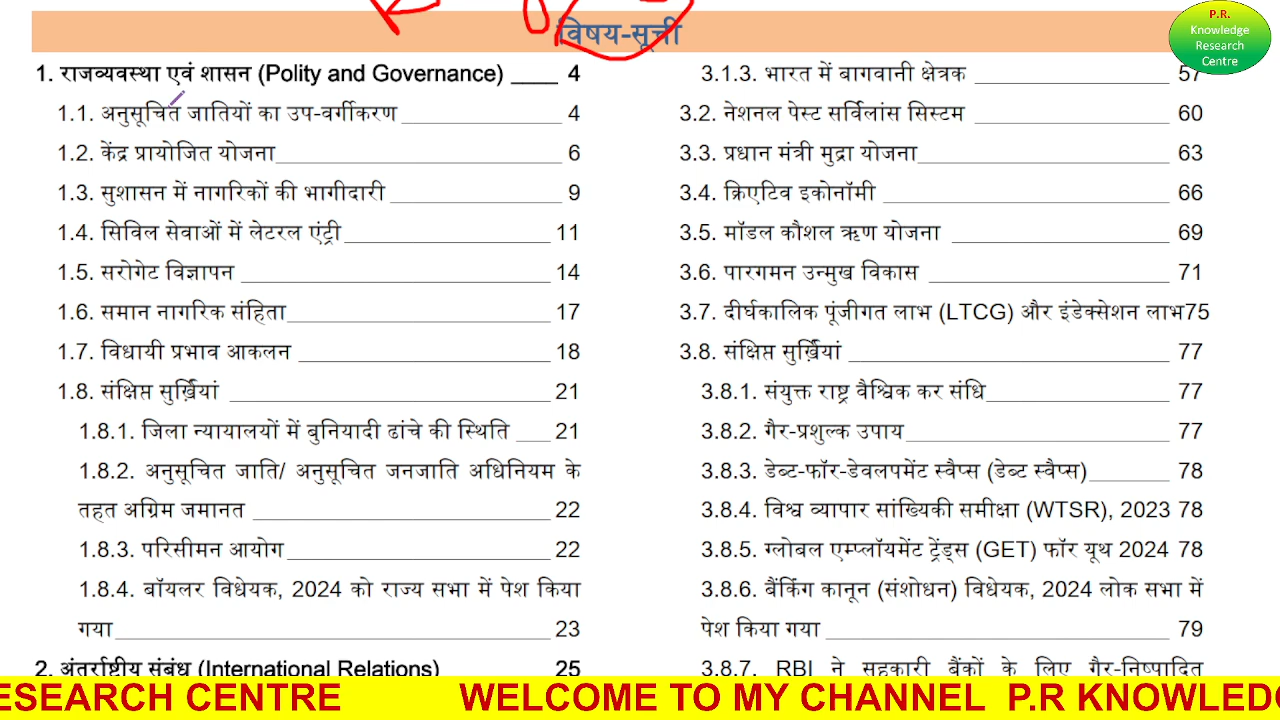 विषय-सूची
P.R.
Knowledge
Research
Centre
1. राजव्यवस्था एवं शासन (Polity and Governance) ____ 4
1.1. अनुसूचित जातियों का उप-वर्गीकरण ____ 4
1.2. केंद्र प्रायोजित योजना ____ 6
1.3. सुशासन में नागरिकों की भागीदारी ____ 9
1.4. सिविल सेवाओं में लेटरल एंट्री ____ 11
1.5. सरोगेट विज्ञापन ____ 14
1.6. समान नागरिक संहिता ____ 17
1.7. विधायी प्रभाव आकलन ____ 18
1.8. संक्षिप्त सुर्ख़ियां ____ 21
1.8.1. जिला न्यायालयों में बुनियादी ढांचे की स्थिति ____ 21
1.8.2. अनुसूचित जाति/ अनुसूचित जनजाति अधिनियम के
तहत अग्रिम जमानत ____ 22
1.8.3. परिसीमन आयोग ____ 22
1.8.4. बॉयलर विधेयक, 2024 को राज्य सभा में पेश किया
गया ____ 23
2. अंतर्राष्ट्रीय संबंध (International Relations) 25
3.1.3. भारत में बागवानी क्षेत्रक ____ 57
3.2. नेशनल पेस्ट सर्विलांस सिस्टम ____ 60
3.3. प्रधान मंत्री मुद्रा योजना ____ 63
3.4. क्रिएटिव इकोनॉमी ____ 66
3.5. मॉडल कौशल ऋण योजना ____ 69
3.6. पारगमन उन्मुख विकास ____ 71
3.7. दीर्घकालिक पूंजीगत लाभ (LTCG) और इंडेक्सेशन लाभ75
3.8. संक्षिप्त सुर्ख़ियां ____ 77
3.8.1. संयुक्त राष्ट्र वैश्विक कर संधि ____ 77
3.8.2. गैर-प्रशुल्क उपाय ____ 77
3.8.3. डेब्ट-फॉर-डेवलपमेंट स्वैप्स (डेब्ट स्वैप्स) ____ 78
3.8.4. विश्व व्यापार सांख्यिकी समीक्षा (WTSR), 2023 78
3.8.5. ग्लोबल एम्प्लॉयमेंट ट्रेंड्स (GET) फॉर यूथ 2024 78
3.8.6. बैंकिंग कानून (संशोधन) विधेयक, 2024 लोक सभा में
पेश किया गया ____ 79
3.8.7. RBI ने सहकारी बैंकों के लिए गैर-निष्पादित
ESEARCH CENTRE WELCOME TO MY CHANNEL P.R KNOWLEDG